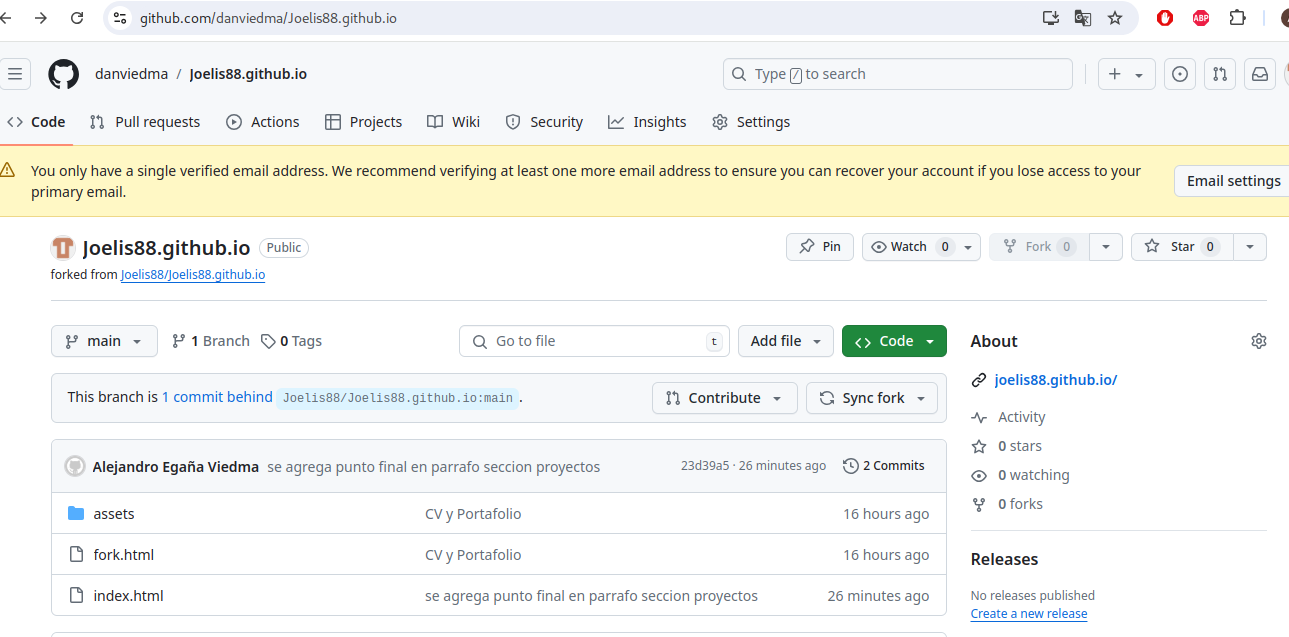 github.com/danviedma/Joelis88.github.io
ABP
danviedma / Joelis88.github.io
Type / to search
Code Pull requests Actions Projects Wiki Security Insights Settings
You only have a single verified email address. We recommend verifying at least one more email address to ensure you can recover your account if you lose access to your
primary email.
Email settings
Joelis88.github.io Public
Pin Watch 0 Fork 0 Star 0
forked from Joelis88/Joelis88.github.io
main 1 Branch 0 Tags
Go to file t
Add file Code
This branch is 1 commit behind Joelis88/Joelis88.github.io:main .
Contribute Sync fork
Alejandro Egaña Viedma se agrega punto final en parrafo seccion proyectos 23d39a5 · 26 minutes ago 2 Commits
assets CV y Portafolio 16 hours ago
fork.html CV y Portafolio 16 hours ago
index.html se agrega punto final en parrafo seccion proyectos 26 minutes ago
About
joelis88.github.io/
Activity
0 stars
0 watching
0 forks
Releases
No releases published
Create a new release